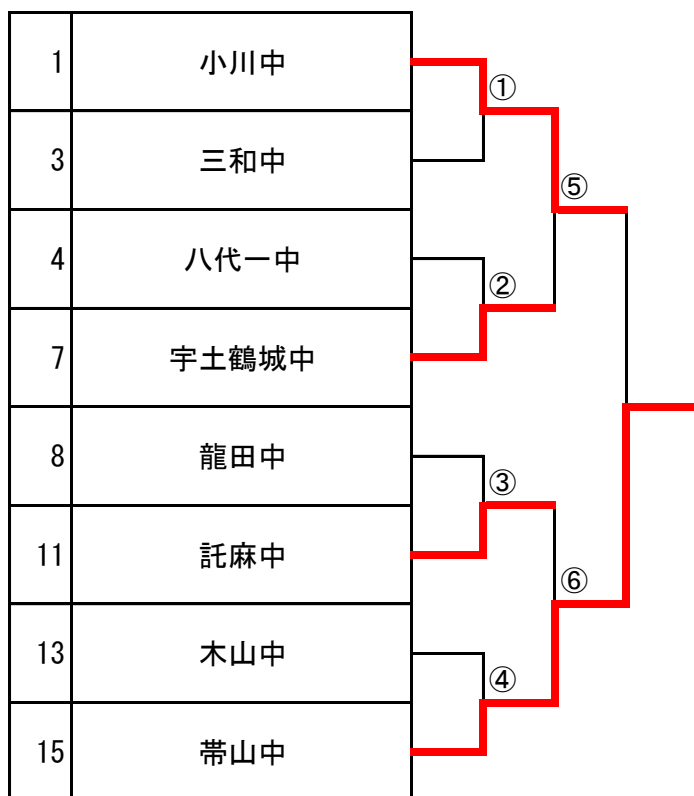 1 小川中
①
3 三和中
⑤
4 八代一中
②
7 宇土鶴城中
8 龍田中
③
11 託麻中
⑥
13 木山中
④
15 帯山中